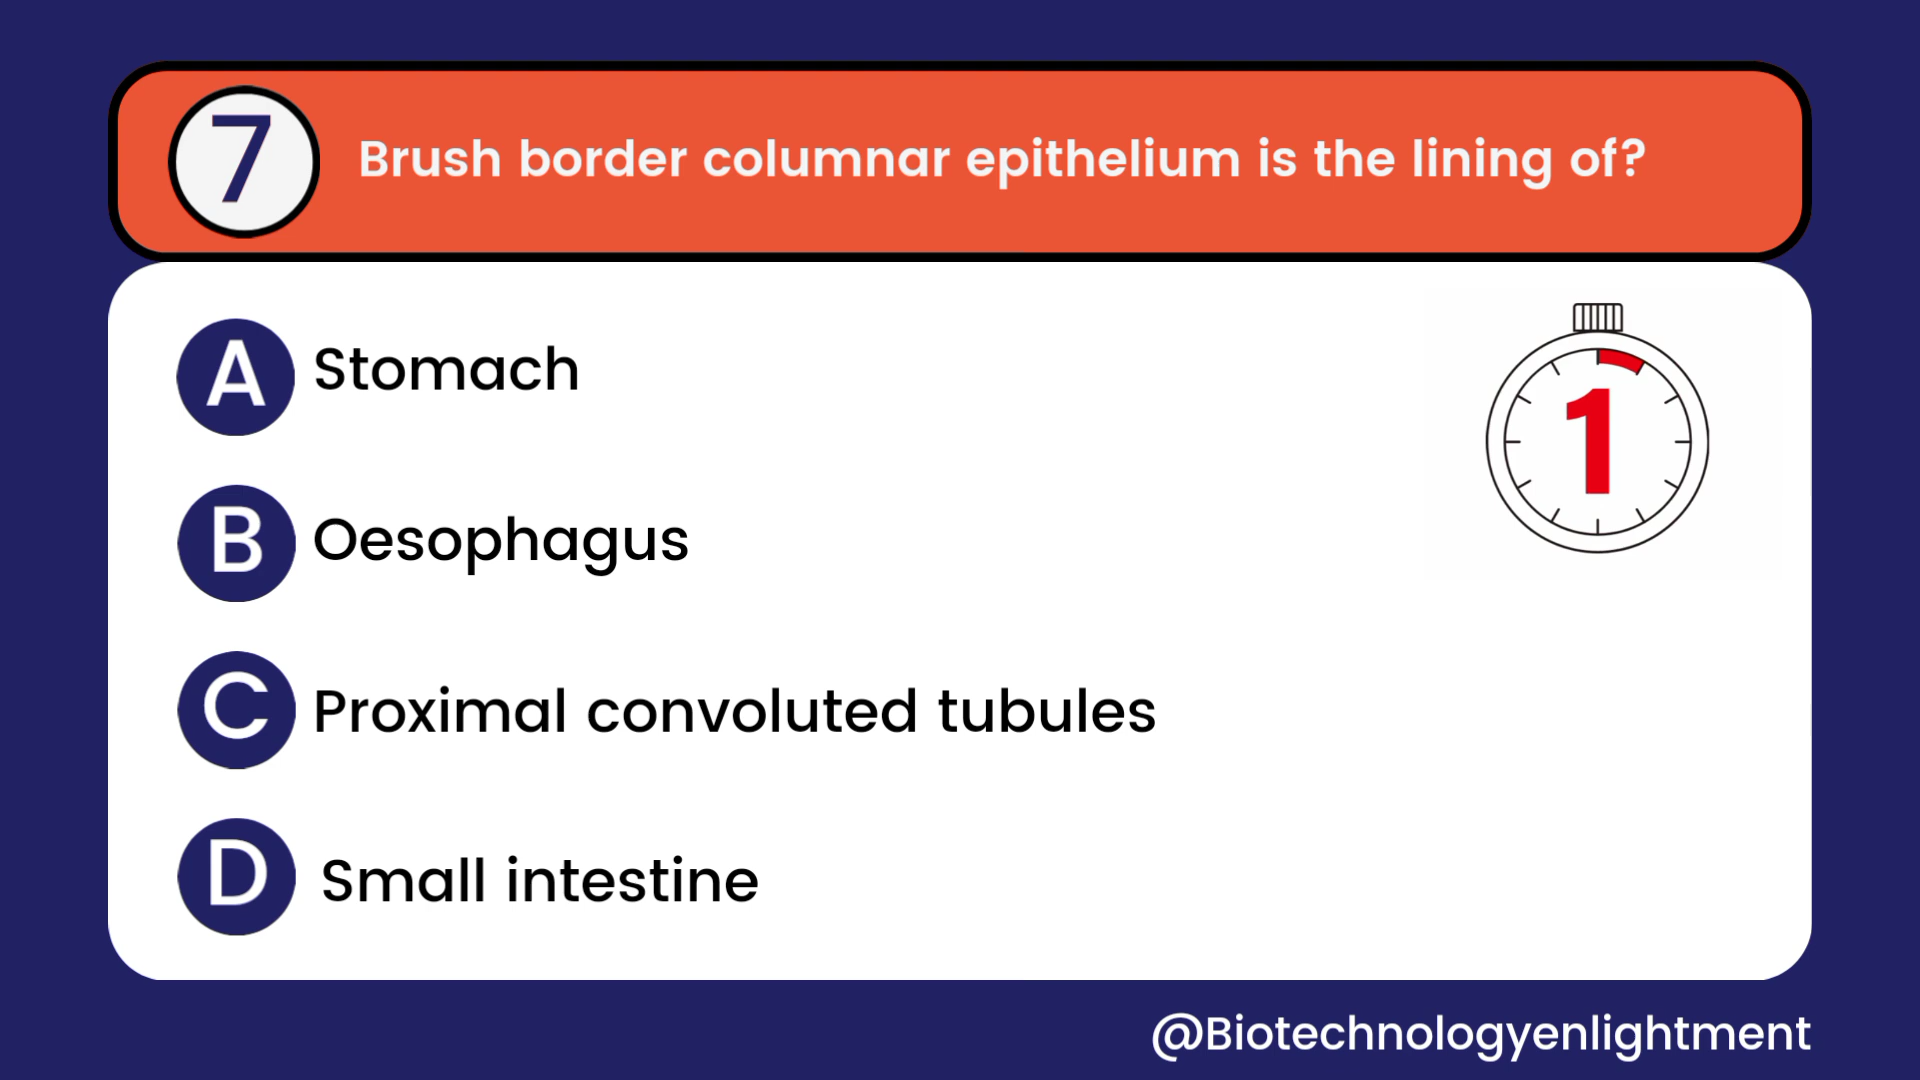 7 Brush border columnar epithelium is the lining of?
A Stomach
1
B Oesophagus
C Proximal convoluted tubules
D Small intestine
@Biotechnologyenlightment